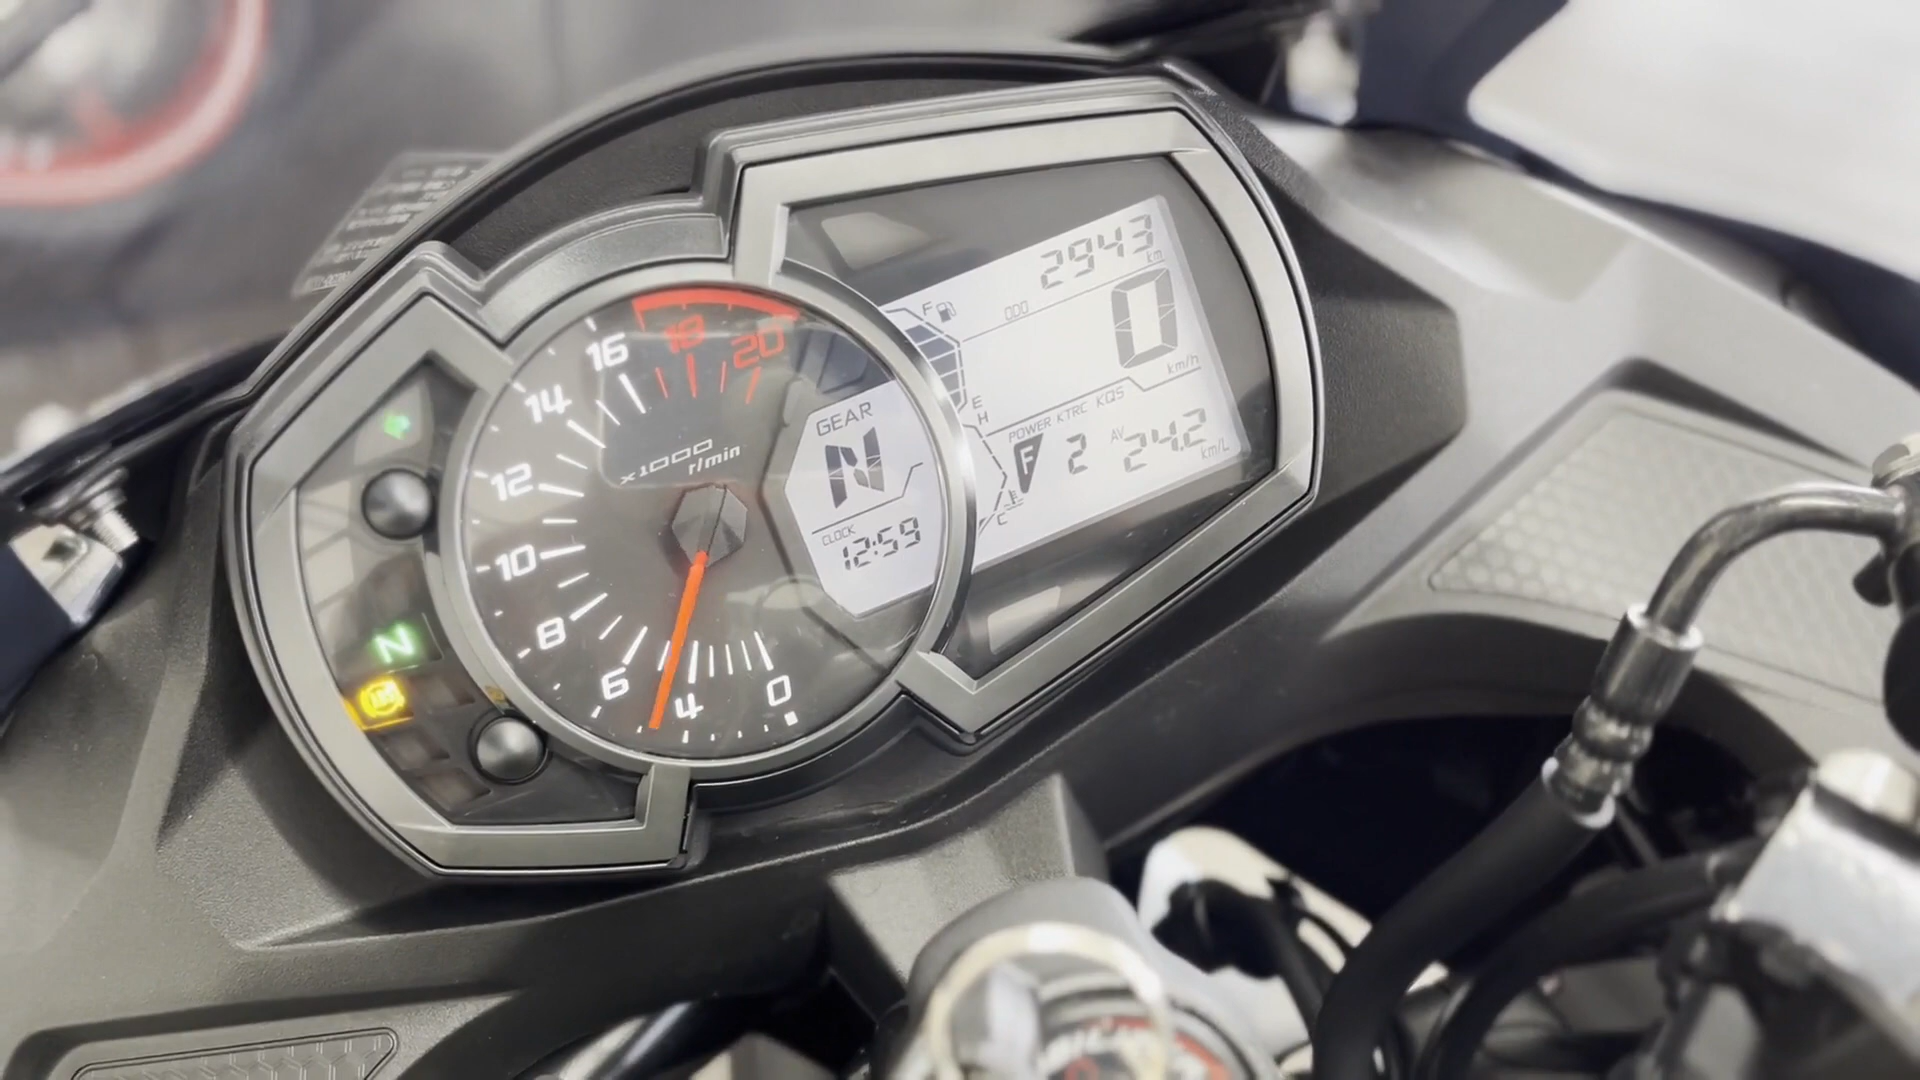 2943
km
F
ODO
0
km/h
E
H
POWER KTRC KQS
F 2 AV 24.2 km/L
C
GEAR
N
CLOCK
12:59
20
18
16
14
12
10
8
6
4
0
x1000
r/min
N